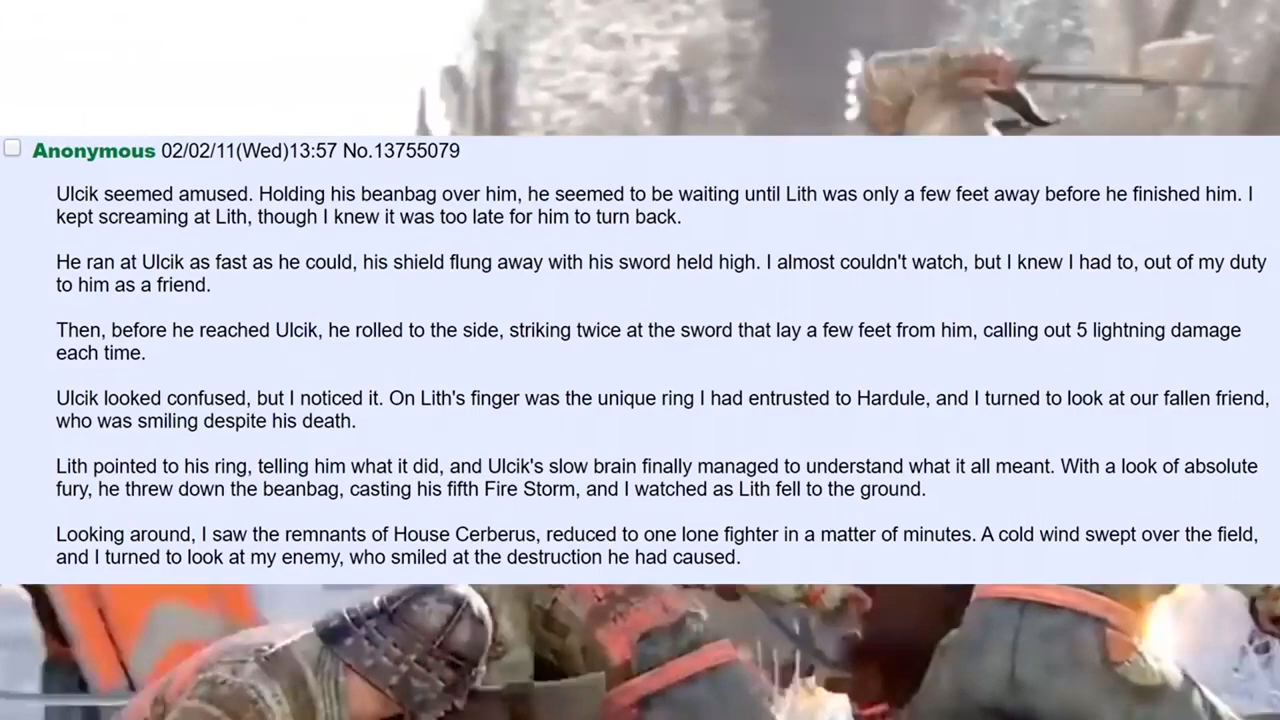 Anonymous 02/02/11(Wed)13:57 No.13755079
Ulcik seemed amused. Holding his beanbag over him, he seemed to be waiting until Lith was only a few feet away before he finished him. I
kept screaming at Lith, though I knew it was too late for him to turn back.
He ran at Ulcik as fast as he could, his shield flung away with his sword held high. I almost couldn't watch, but I knew I had to, out of my duty
to him as a friend.
Then, before he reached Ulcik, he rolled to the side, striking twice at the sword that lay a few feet from him, calling out 5 lightning damage
each time.
Ulcik looked confused, but I noticed it. On Lith's finger was the unique ring I had entrusted to Hardule, and I turned to look at our fallen friend,
who was smiling despite his death.
Lith pointed to his ring, telling him what it did, and Ulcik's slow brain finally managed to understand what it all meant. With a look of absolute
fury, he threw down the beanbag, casting his fifth Fire Storm, and I watched as Lith fell to the ground.
Looking around, I saw the remnants of House Cerberus, reduced to one lone fighter in a matter of minutes. A cold wind swept over the field,
and I turned to look at my enemy, who smiled at the destruction he had caused.